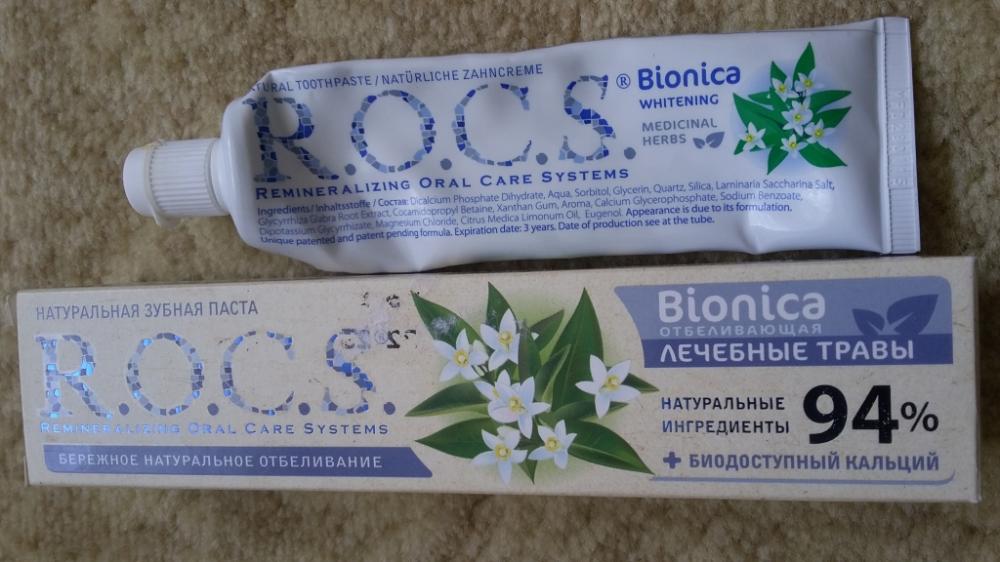 TURAL TOOTHPASTE / NATÜRLICHE ZAHNCREME
R.O.C.S.® Bionica
WHITENING
MEDICINAL
HERBS
REMINERALIZING ORAL CARE SYSTEMS
Ingredients / Inhaltsstoffe / Состав: Dicalcium Phosphate Dihydrate, Aqua, Sorbitol, Glycerin, Quartz, Silica, Laminaria Saccharina Salt,
Glycyrrhiza Glabra Root Extract, Cocamidopropyl Betaine, Xanthan Gum, Aroma, Calcium Glycerophosphate, Sodium Benzoate,
Dipotassium Glycyrrhizate, Magnesium Chloride, Citrus Medica Limonum Oil, Eugenol. Appearance is due to its formulation.
Unique patented and patent pending formula. Expiration date: 3 years. Date of production see at the tube.
НАТУРАЛЬНАЯ ЗУБНАЯ ПАСТА
R.O.C.S.
REMINERALIZING ORAL CARE SYSTEMS
БЕРЕЖНОЕ НАТУРАЛЬНОЕ ОТБЕЛИВАНИЕ
Bionica
ОТБЕЛИВАЮЩАЯ
ЛЕЧЕБНЫЕ ТРАВЫ
НАТУРАЛЬНЫЕ
ИНГРЕДИЕНТЫ 94%
+ БИОДОСТУПНЫЙ КАЛЬЦИЙ